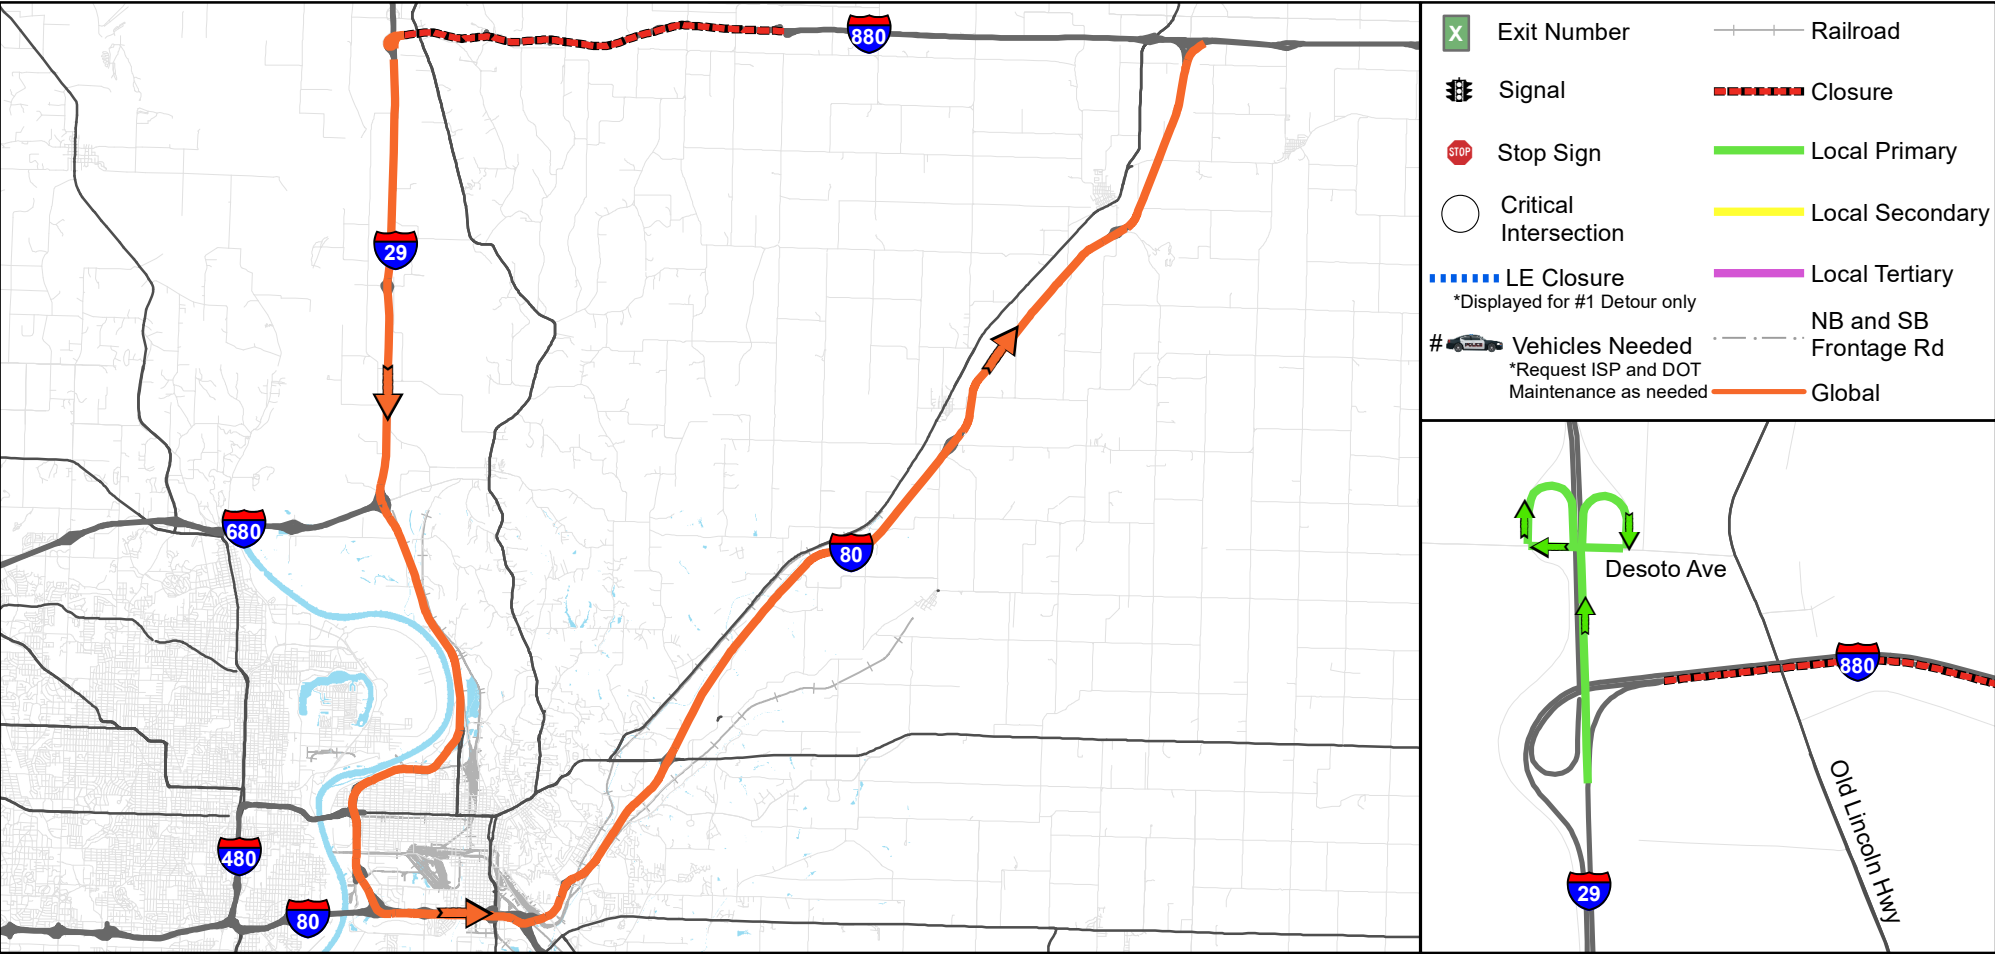 880
29
680
80
480
80
X
Exit Number
Railroad
Signal
Closure
STOP
Stop Sign
Local Primary
Critical
Intersection
Local Secondary
LE Closure
*Displayed for #1 Detour only
Local Tertiary
#
POLICE
Vehicles Needed
*Request ISP and DOT
Maintenance as needed
NB and SB
Frontage Rd
Global
Desoto Ave
880
Old Lincoln Hwy
29